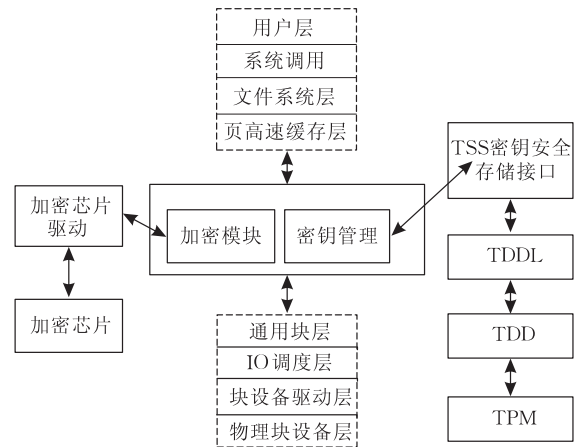 用户层
系统调用
文件系统层
页高速缓存层
TSS密钥安全
存储接口
加密芯片
驱动
加密模块
密钥管理
TDDL
加密芯片
通用块层
IO调度层
块设备驱动层
物理块设备层
TDD
TPM